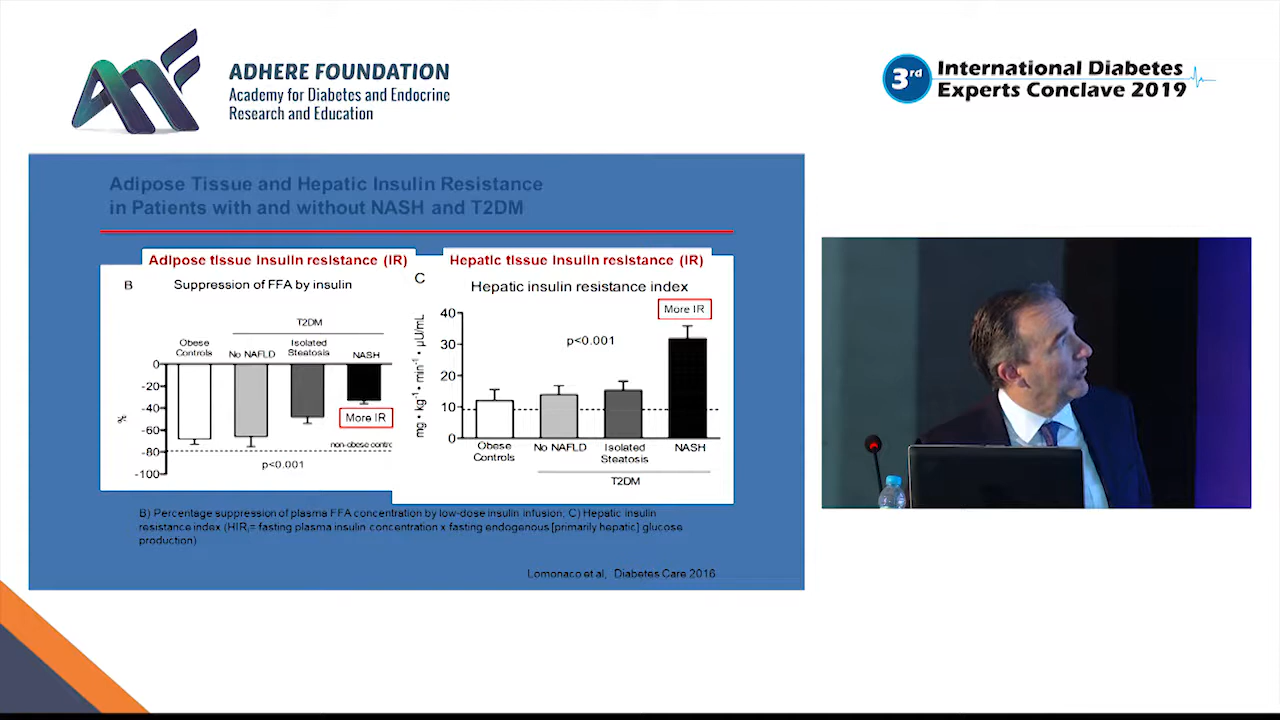 ADHERE FOUNDATION
Academy for Diabetes and Endocrine
Research and Education
3rd
International Diabetes
Experts Conclave 2019
Adipose Tissue and Hepatic Insulin Resistance
in Patients with and without NASH and T2DM
Adipose tissue insulin resistance (IR)
B
Suppression of FFA by insulin
T2DM
Obese
Controls
No NAFLD
Isolated
Steatosis
NASH
0
-20
-40
-60
-80
-100
%
More IR
non-obese contro
p<0.001
Hepatic tissue insulin resistance (IR)
C
Hepatic insulin resistance index
More IR
p<0.001
mg • kg⁻¹ • min⁻¹ • µU/mL
40
30
20
10
0
Obese
Controls
No NAFLD
Isolated
Steatosis
NASH
T2DM
B) Percentage suppression of plasma FFA concentration by low-dose insulin infusion; C) Hepatic insulin
resistance index (HIRi= fasting plasma insulin concentration x fasting endogenous [primarily hepatic] glucose
production)
Lomonaco et al, Diabetes Care 2016